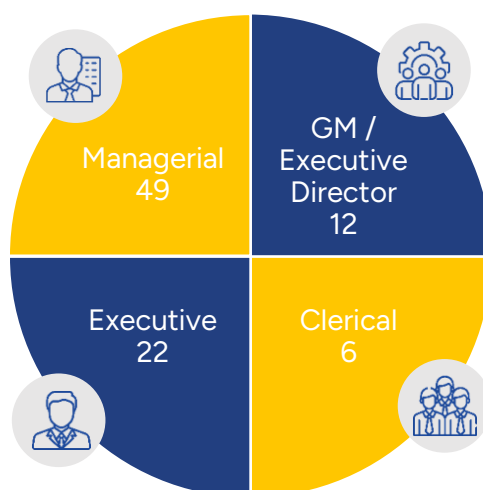 Managerial
49
GM /
Executive
Director
12
Executive
22
Clerical
6